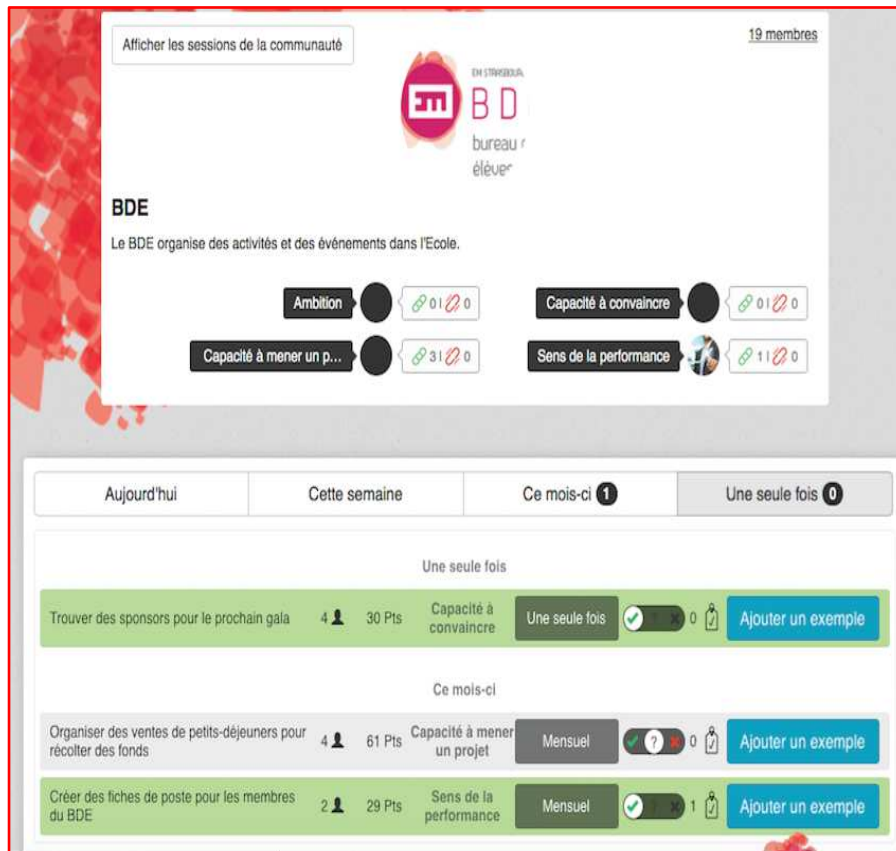 Afficher les sessions de la communauté
19 membres
EM STRASBOURG
B D
bureau
BDE
Le BDE organise des activités et des événements dans l'Ecole.
Ambition 0 | 0
Capacité à convaincre 0 | 0
Capacité à mener un p... 3 | 0
Sens de la performance 1 | 0
Aujourd'hui
Cette semaine
Ce mois-ci 1
Une seule fois 0
Une seule fois
Trouver des sponsors pour le prochain gala 4 30 Pts Capacité à convaincre Une seule fois 0 Ajouter un exemple
Ce mois-ci
Organiser des ventes de petits-déjeuners pour récolter des fonds 4 61 Pts Capacité à mener un projet Mensuel ? 0 Ajouter un exemple
Créer des fiches de poste pour les membres du BDE 2 29 Pts Sens de la performance Mensuel 1 Ajouter un exemple